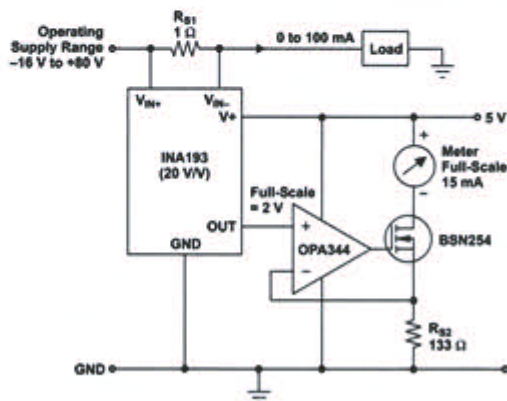 Operating
Supply Range
–16 V to +80 V
RS1
1 Ω
0 to 100 mA
Load
VIN+
VIN–
V+
5 V
INA193
(20 V/V)
+
Meter
Full-Scale
15 mA
–
Full-Scale
= 2 V
OUT
+
OPA344
–
BSN254
GND
RS2
133 Ω
GND